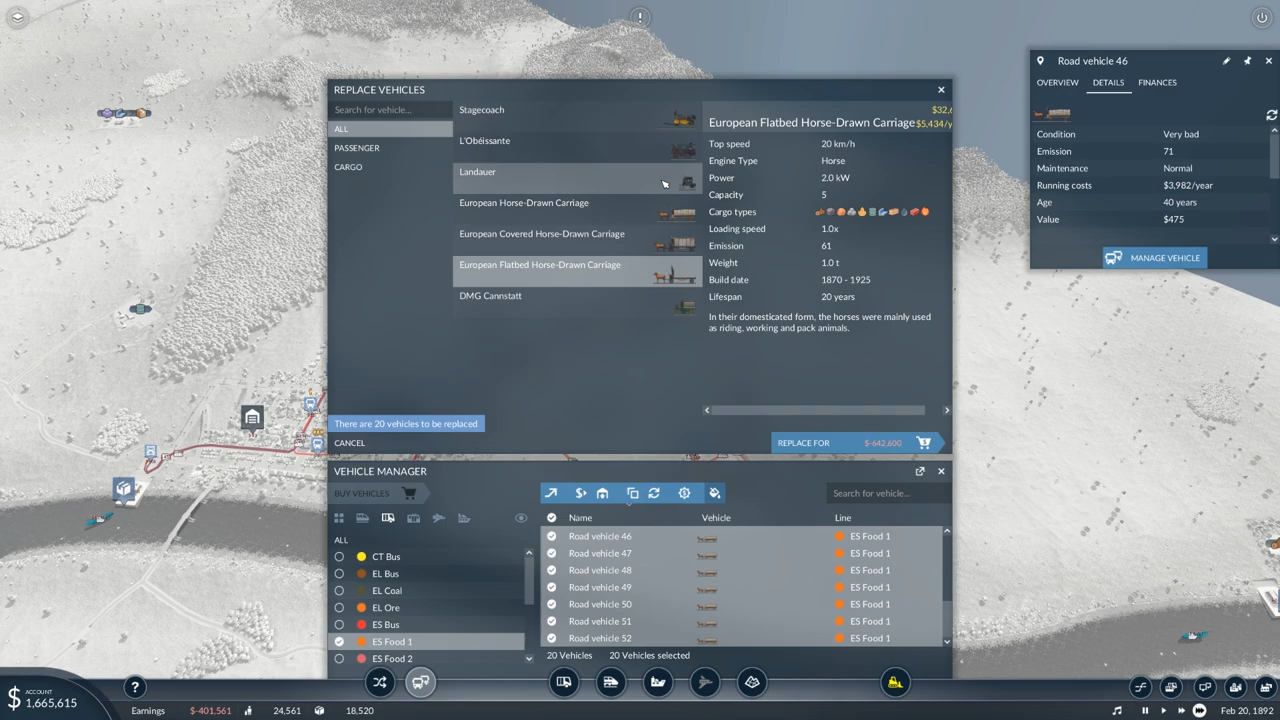 REPLACE VEHICLES
Search for vehicle...
ALL
PASSENGER
CARGO
Stagecoach
L'Obéissante
Landauer
European Horse-Drawn Carriage
European Covered Horse-Drawn Carriage
European Flatbed Horse-Drawn Carriage
DMG Cannstatt
$32,6
European Flatbed Horse-Drawn Carriage $5,434/y
Top speed 20 km/h
Engine Type Horse
Power 2.0 kW
Capacity 5
Cargo types
Loading speed 1.0x
Emission 61
Weight 1.0 t
Build date 1870 - 1925
Lifespan 20 years
In their domesticated form, the horses were mainly used
as riding, working and pack animals.
There are 20 vehicles to be replaced
CANCEL
REPLACE FOR $-642,600
Road vehicle 46
OVERVIEW DETAILS FINANCES
Condition Very bad
Emission 71
Maintenance Normal
Running costs $3,982/year
Age 40 years
Value $475
MANAGE VEHICLE
VEHICLE MANAGER
BUY VEHICLES
Search for vehicle...
ALL
CT Bus
EL Bus
EL Coal
EL Ore
ES Bus
ES Food 1
ES Food 2
Name Vehicle Line
Road vehicle 46 ES Food 1
Road vehicle 47 ES Food 1
Road vehicle 48 ES Food 1
Road vehicle 49 ES Food 1
Road vehicle 50 ES Food 1
Road vehicle 51 ES Food 1
Road vehicle 52 ES Food 1
20 Vehicles 20 Vehicles selected
$ ACCOUNT
1,665,615
?
Earnings $-401,561 24,561 18,520
Feb 20, 1892